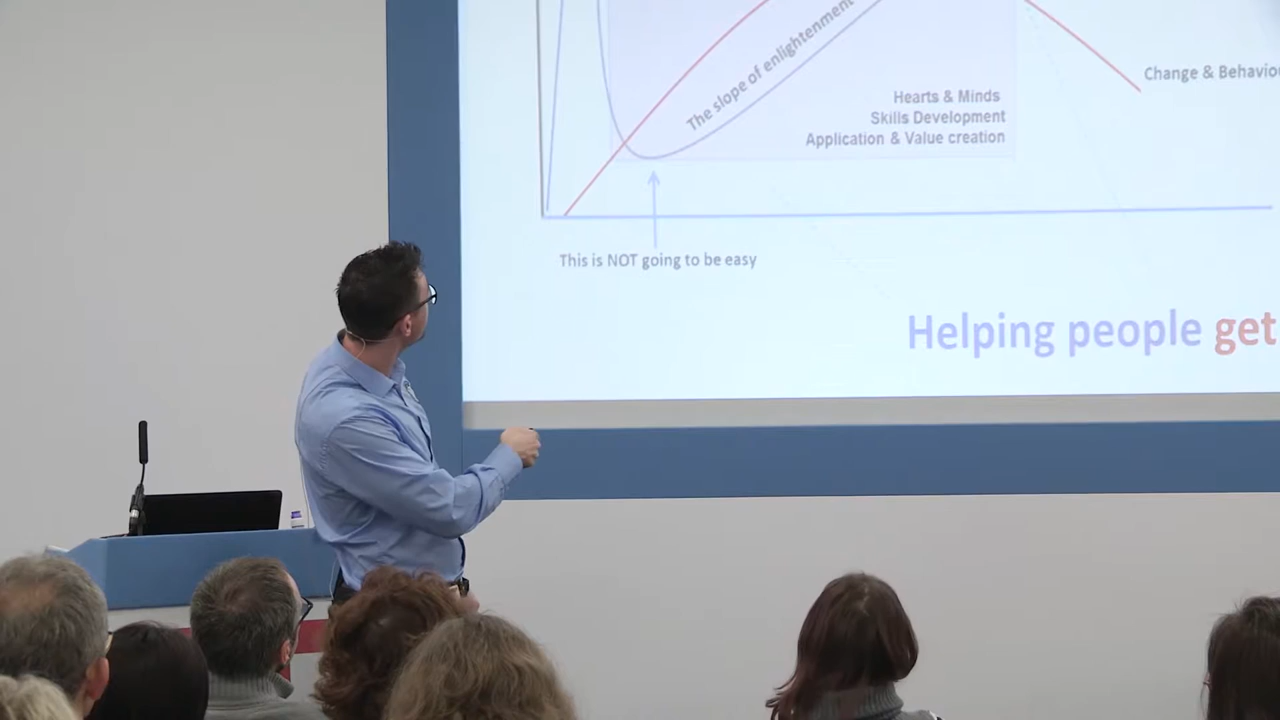 The slope of enlightenment
Change & Behaviou
Hearts & Minds
Skills Development
Application & Value creation
This is NOT going to be easy
Helping people get